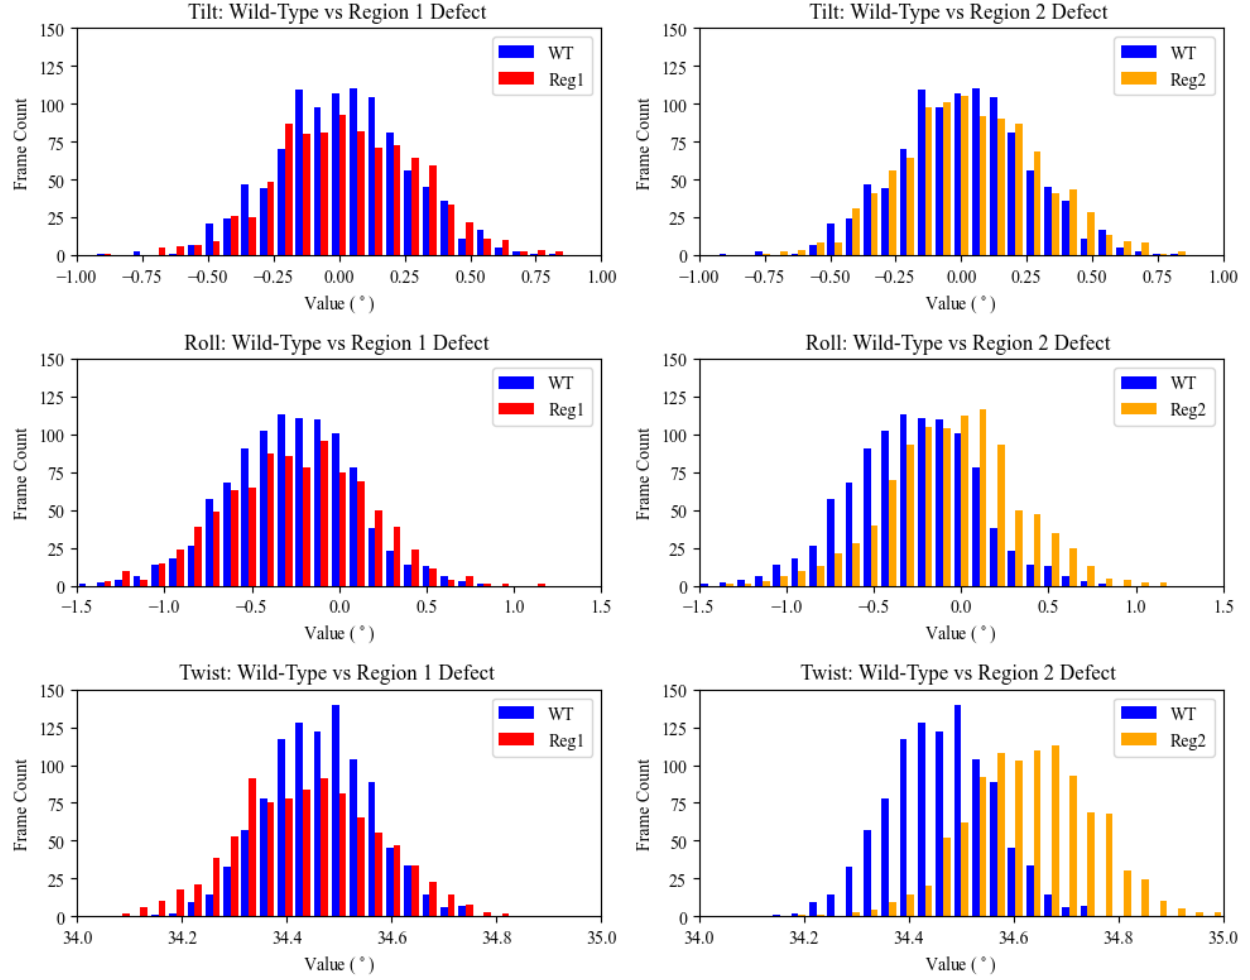 Tilt: Wild-Type vs Region 1 Defect
150
125
100
75
50
25
0
Frame Count
WT
Reg1
−1.00 −0.75 −0.50 −0.25 0.00 0.25 0.50 0.75 1.00
Value (°)
Tilt: Wild-Type vs Region 2 Defect
150
125
100
75
50
25
0
Frame Count
WT
Reg2
−1.00 −0.75 −0.50 −0.25 0.00 0.25 0.50 0.75 1.00
Value (°)
Roll: Wild-Type vs Region 1 Defect
150
125
100
75
50
25
0
Frame Count
WT
Reg1
−1.5 −1.0 −0.5 0.0 0.5 1.0 1.5
Value (°)
Roll: Wild-Type vs Region 2 Defect
150
125
100
75
50
25
0
Frame Count
WT
Reg2
−1.5 −1.0 −0.5 0.0 0.5 1.0 1.5
Value (°)
Twist: Wild-Type vs Region 1 Defect
150
125
100
75
50
25
0
Frame Count
WT
Reg1
34.0 34.2 34.4 34.6 34.8 35.0
Value (°)
Twist: Wild-Type vs Region 2 Defect
150
125
100
75
50
25
0
Frame Count
WT
Reg2
34.0 34.2 34.4 34.6 34.8 35.0
Value (°)